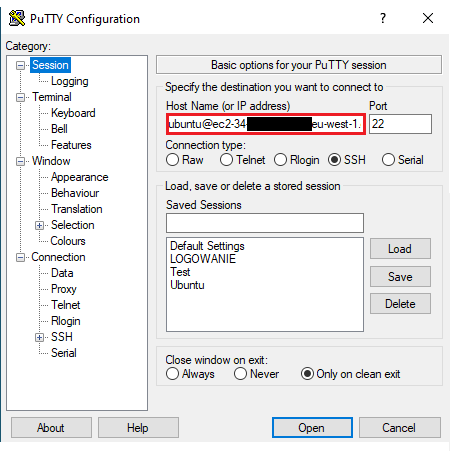 PuTTY Configuration
Category:
Session
Logging
Terminal
Keyboard
Bell
Features
Window
Appearance
Behaviour
Translation
Selection
Colours
Connection
Data
Proxy
Telnet
Rlogin
SSH
Serial
Basic options for your PuTTY session
Specify the destination you want to connect to
Host Name (or IP address) Port
ubuntu@ec2-34- eu-west-1. 22
Connection type:
Raw Telnet Rlogin SSH Serial
Load, save or delete a stored session
Saved Sessions
Default Settings
LOGOWANIE
Test
Ubuntu
Load
Save
Delete
Close window on exit:
Always Never Only on clean exit
About Help Open Cancel